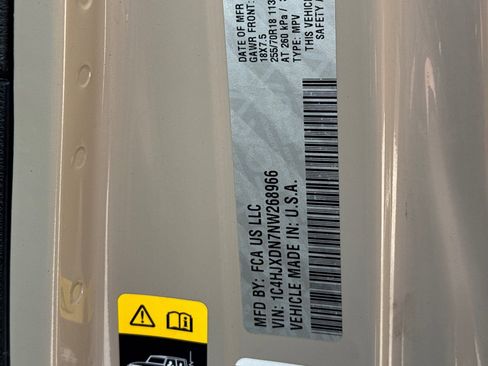 DATE OF MFR
GAWR FRONT:
18X7.5
255/70R18 113
AT 260 kPa /
TYPE: MPV
THIS VEHIC
SAFETY
MFD BY: FCA US LLC
VIN: 1C4HJXDN7NW268966
VEHICLE MADE IN: U.S.A.